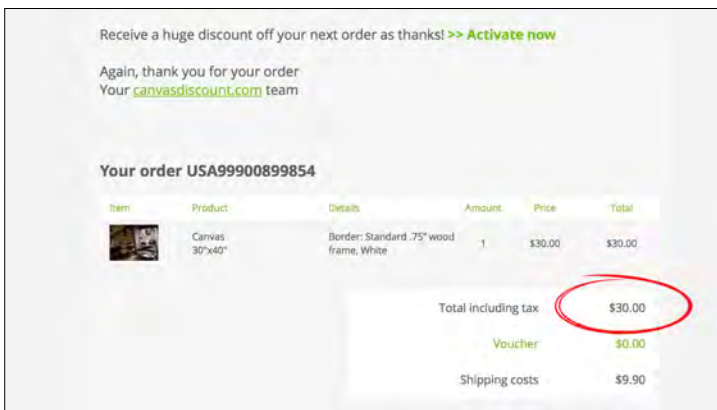 Receive a huge discount off your next order as thanks! >> Activate now
Again, thank you for your order
Your canvasdiscount.com team
Your order USA99900899854
Item Product Details Amount Price Total
Canvas Border: Standard .75" wood 1 $30.00 $30.00
30"x40" frame, White
Total including tax $30.00
Voucher $0.00
Shipping costs $9.90